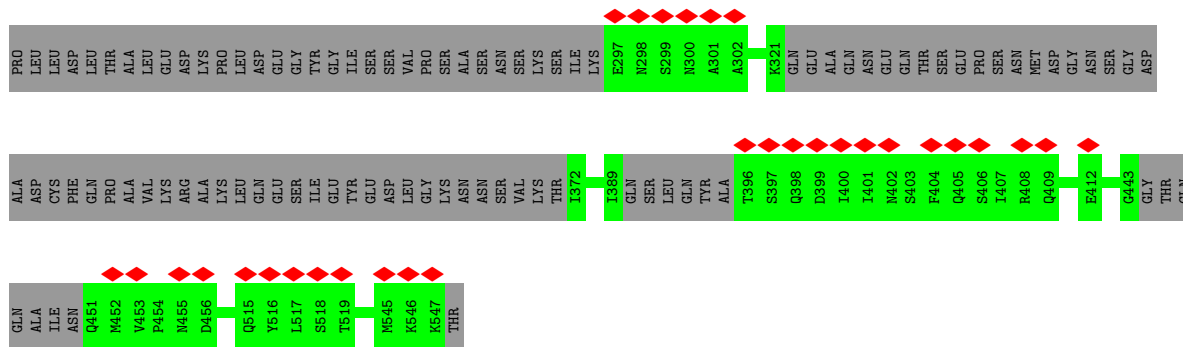 PRO LEU LEU ASP LEU THR ALA LEU GLU ASP LYS PRO LEU ASP GLU GLY TYR GLY ILE SER SER VAL PRO SER ALA SER ASN SER LYS SER ILE LYS E297 N298 S299 N300 A301 A302 K321 GLN GLU ALA GLN ASN GLU GLN THR SER GLU PRO SER ASN MET ASP GLY ASN SER GLY ASP
ALA ASP CYS PHE GLN PRO ALA VAL LYS ARG ALA LYS LEU GLN GLU SER ILE GLU TYR GLU ASP LEU GLY LYS ASN ASN SER VAL LYS THR I372 I389 GLN SER LEU GLN TYR ALA T396 S397 Q398 D399 I400 I401 N402 S403 F404 Q405 S406 I407 R408 Q409 E412 G443 GLY THR GLN
GLN ALA ILE ASN Q451 M452 V453 P454 N455 D456 Q515 Y516 L517 S518 T519 M545 K546 K547 THR